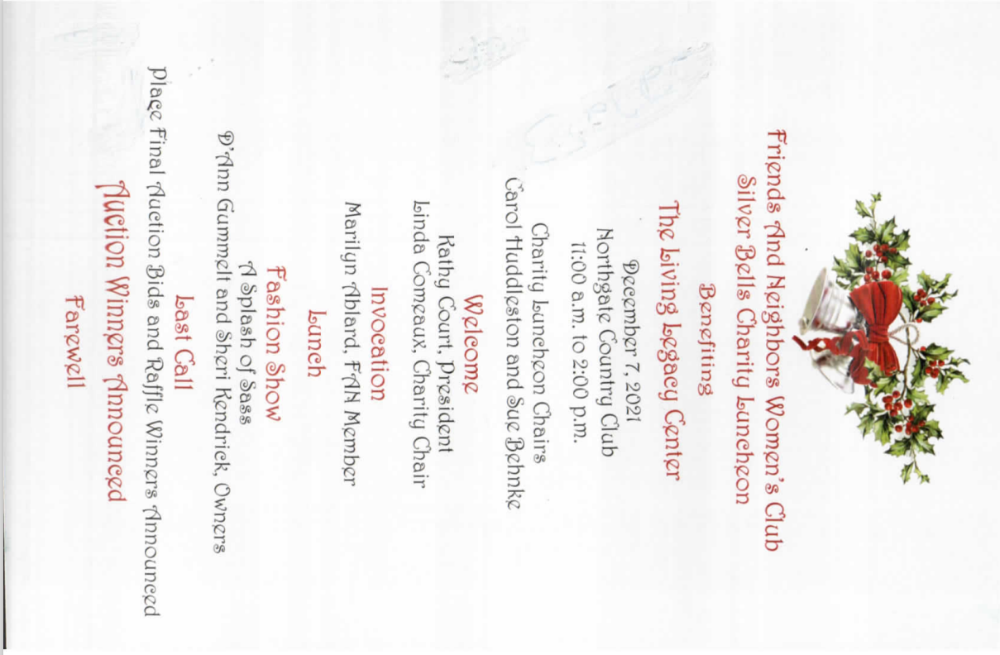 Friends And Neighbors Women's Club
Silver Bells Charity Luncheon
Benefiting
The Living Legacy Center
December 7, 2021
Northgate Country Club
11:00 a.m. to 2:00 p.m.
Charity Luncheon Chairs
Carol Huddleston and Sue Behnke
Welcome
Kathy Court, President
Linda Comeaux, Charity Chair
Invocation
Marilyn Ablard, FAN Member
Lunch
Fashion Show
A Splash of Sass
D'Ann Gummelt and Sheri Kendrick, Owners
Last Call
Place Final Auction Bids and Raffle Winners Announced
Auction Winners Announced
Farewell